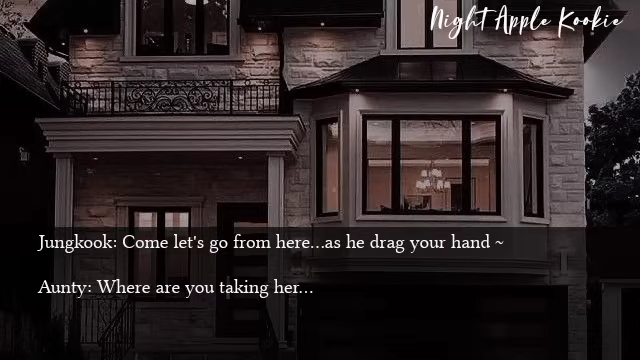 Night Apple Kookie
Jungkook: Come let's go from here...as he drag your hand ~
Aunty: Where are you taking her...